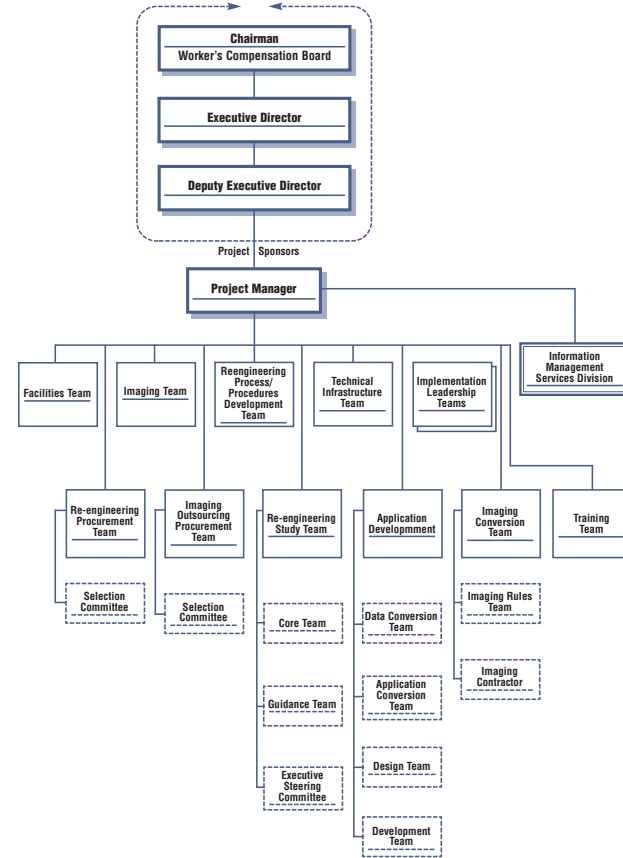 Chairman
Worker's Compensation Board
Executive Director
Deputy Executive Director
Project Sponsors
Project Manager
Information
Management
Services Division
Facilities Team
Imaging Team
Reengineering
Process/
Procedures
Development
Team
Technical
Infrastructure
Team
Implementation
Leadership
Teams
Re-engineering
Procurement
Team
Imaging
Outsourcing
Procurement
Team
Re-engineering
Study Team
Application
Developmment
Imaging
Conversion
Team
Training
Team
Selection
Committee
Selection
Committee
Core Team
Data Conversion
Team
Imaging Rules
Team
Guidance Team
Application
Conversion
Team
Imaging
Contractor
Executive
Steering
Committee
Design Team
Development
Team